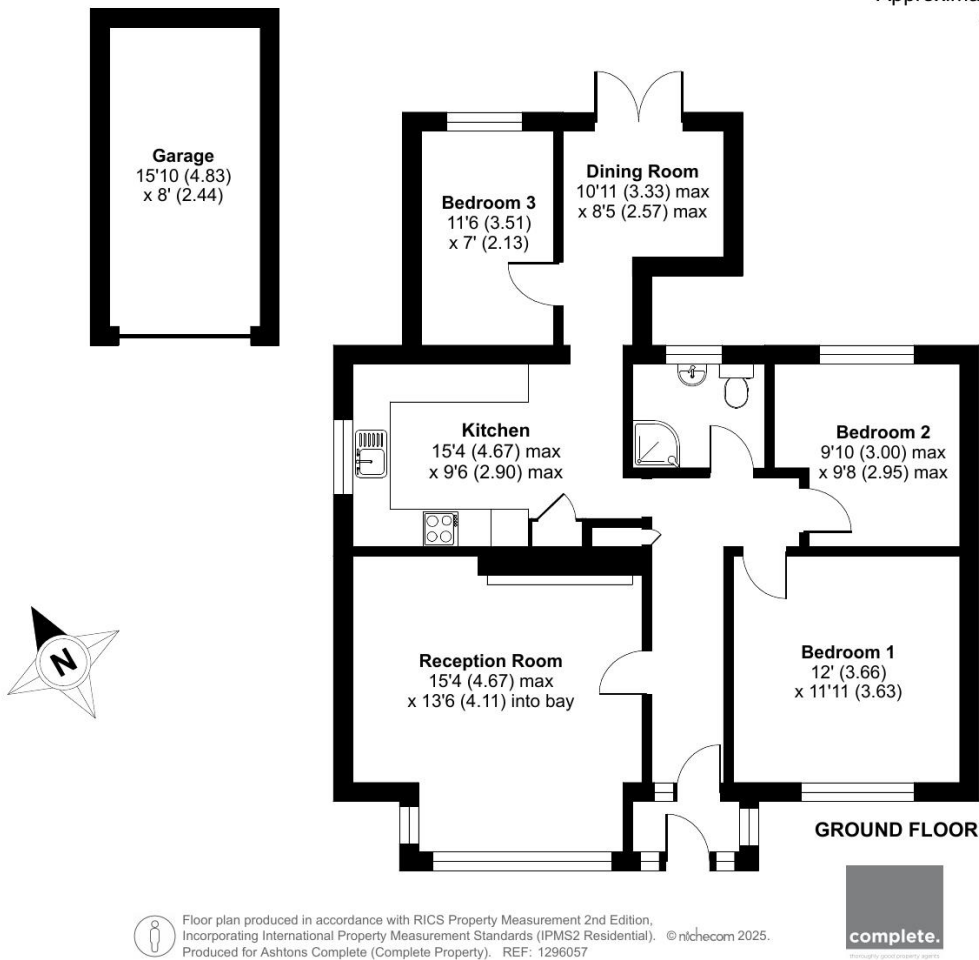 Garage
15'10 (4.83)
x 8' (2.44)
Bedroom 3
11'6 (3.51)
x 7' (2.13)
Dining Room
10'11 (3.33) max
x 8'5 (2.57) max
Kitchen
15'4 (4.67) max
x 9'6 (2.90) max
Bedroom 2
9'10 (3.00) max
x 9'8 (2.95) max
N
Reception Room
15'4 (4.67) max
x 13'6 (4.11) into bay
Bedroom 1
12' (3.66)
x 11'11 (3.63)
GROUND FLOOR
Floor plan produced in accordance with RICS Property Measurement 2nd Edition,
Incorporating International Property Measurement Standards (IPMS2 Residential). © nichecom 2025.
Produced for Ashtons Complete (Complete Property). REF: 1296057
complete.
thoroughly good property agents